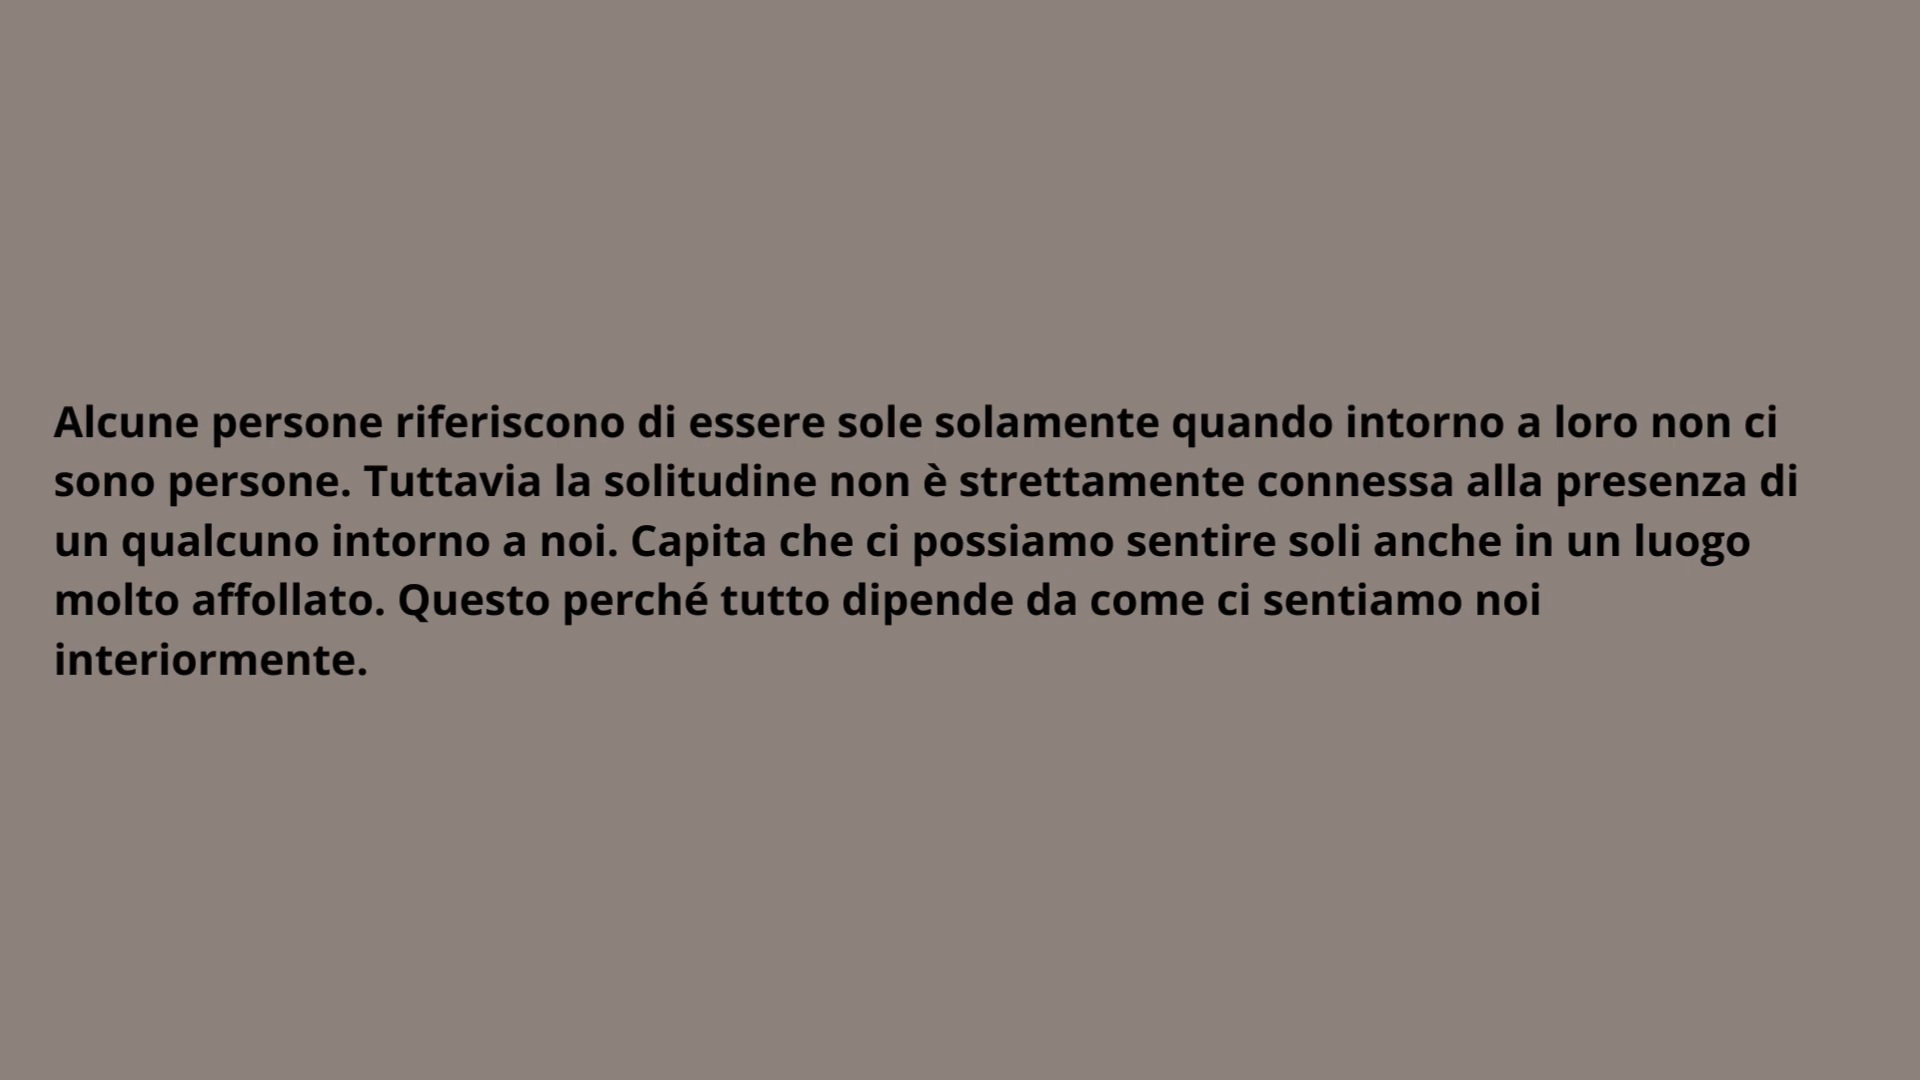 Alcune persone riferiscono di essere sole solamente quando intorno a loro non ci
sono persone. Tuttavia la solitudine non è strettamente connessa alla presenza di
un qualcuno intorno a noi. Capita che ci possiamo sentire soli anche in un luogo
molto affollato. Questo perché tutto dipende da come ci sentiamo noi
interiormente.